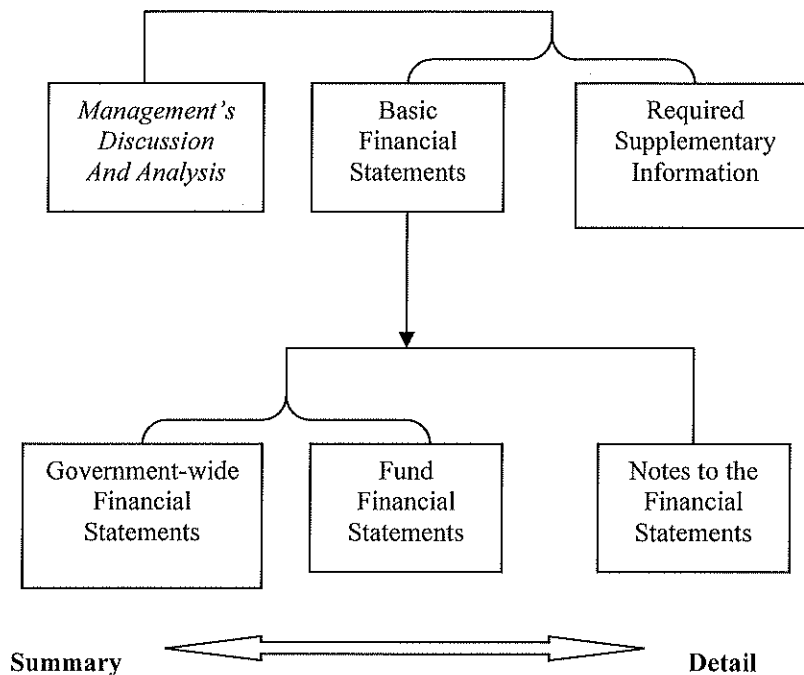 Management's
Discussion
And Analysis
Basic
Financial
Statements
Required
Supplementary
Information
Government-wide
Financial
Statements
Fund
Financial
Statements
Notes to the
Financial
Statements
Summary
Detail